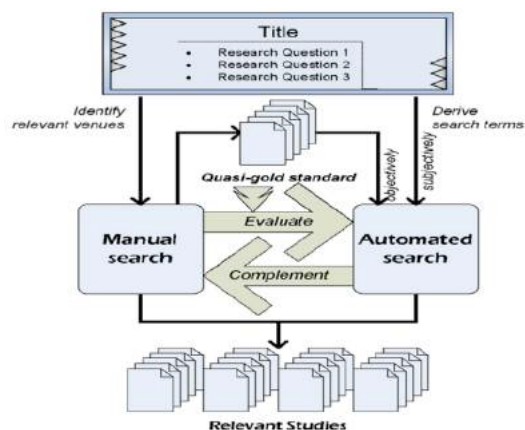 Title
• Research Question 1
• Research Question 2
• Research Question 3
Identify
relevant venues
Derive
search terms
objectively
subjectively
Quasi-gold standard
Manual
search
Evaluate
Complement
Automated
search
Relevant Studies